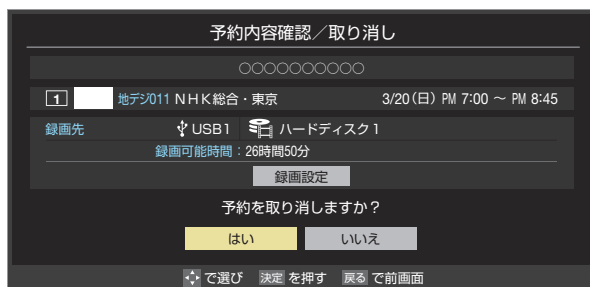 予約内容確認／取り消し
○○○○○○○○○○
1 地デジ011 NHK総合・東京 3/20(日) PM 7:00 ～ PM 8:45
録画先 USB1 ハードディスク1
録画可能時間：26時間50分
録画設定
予約を取り消しますか？
はい いいえ
で選び 決定 を押す 戻る で前画面